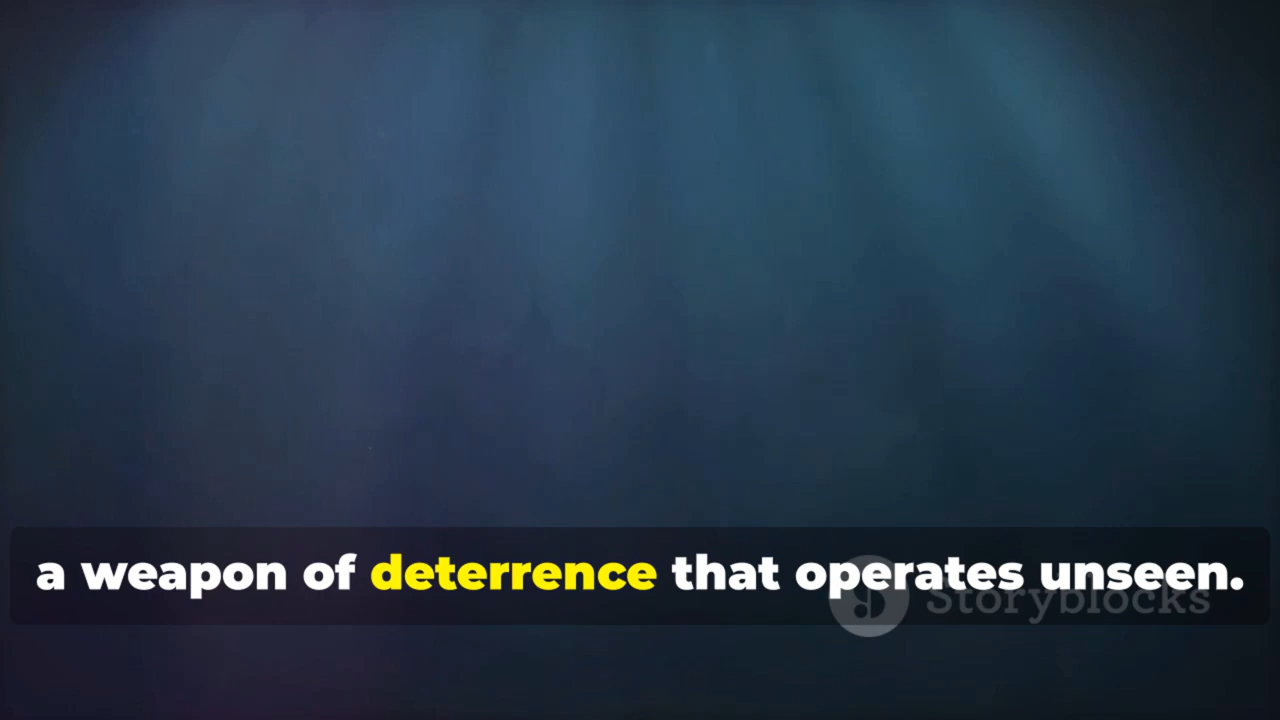 a weapon of deterrence that operates unseen.
Storyblocks